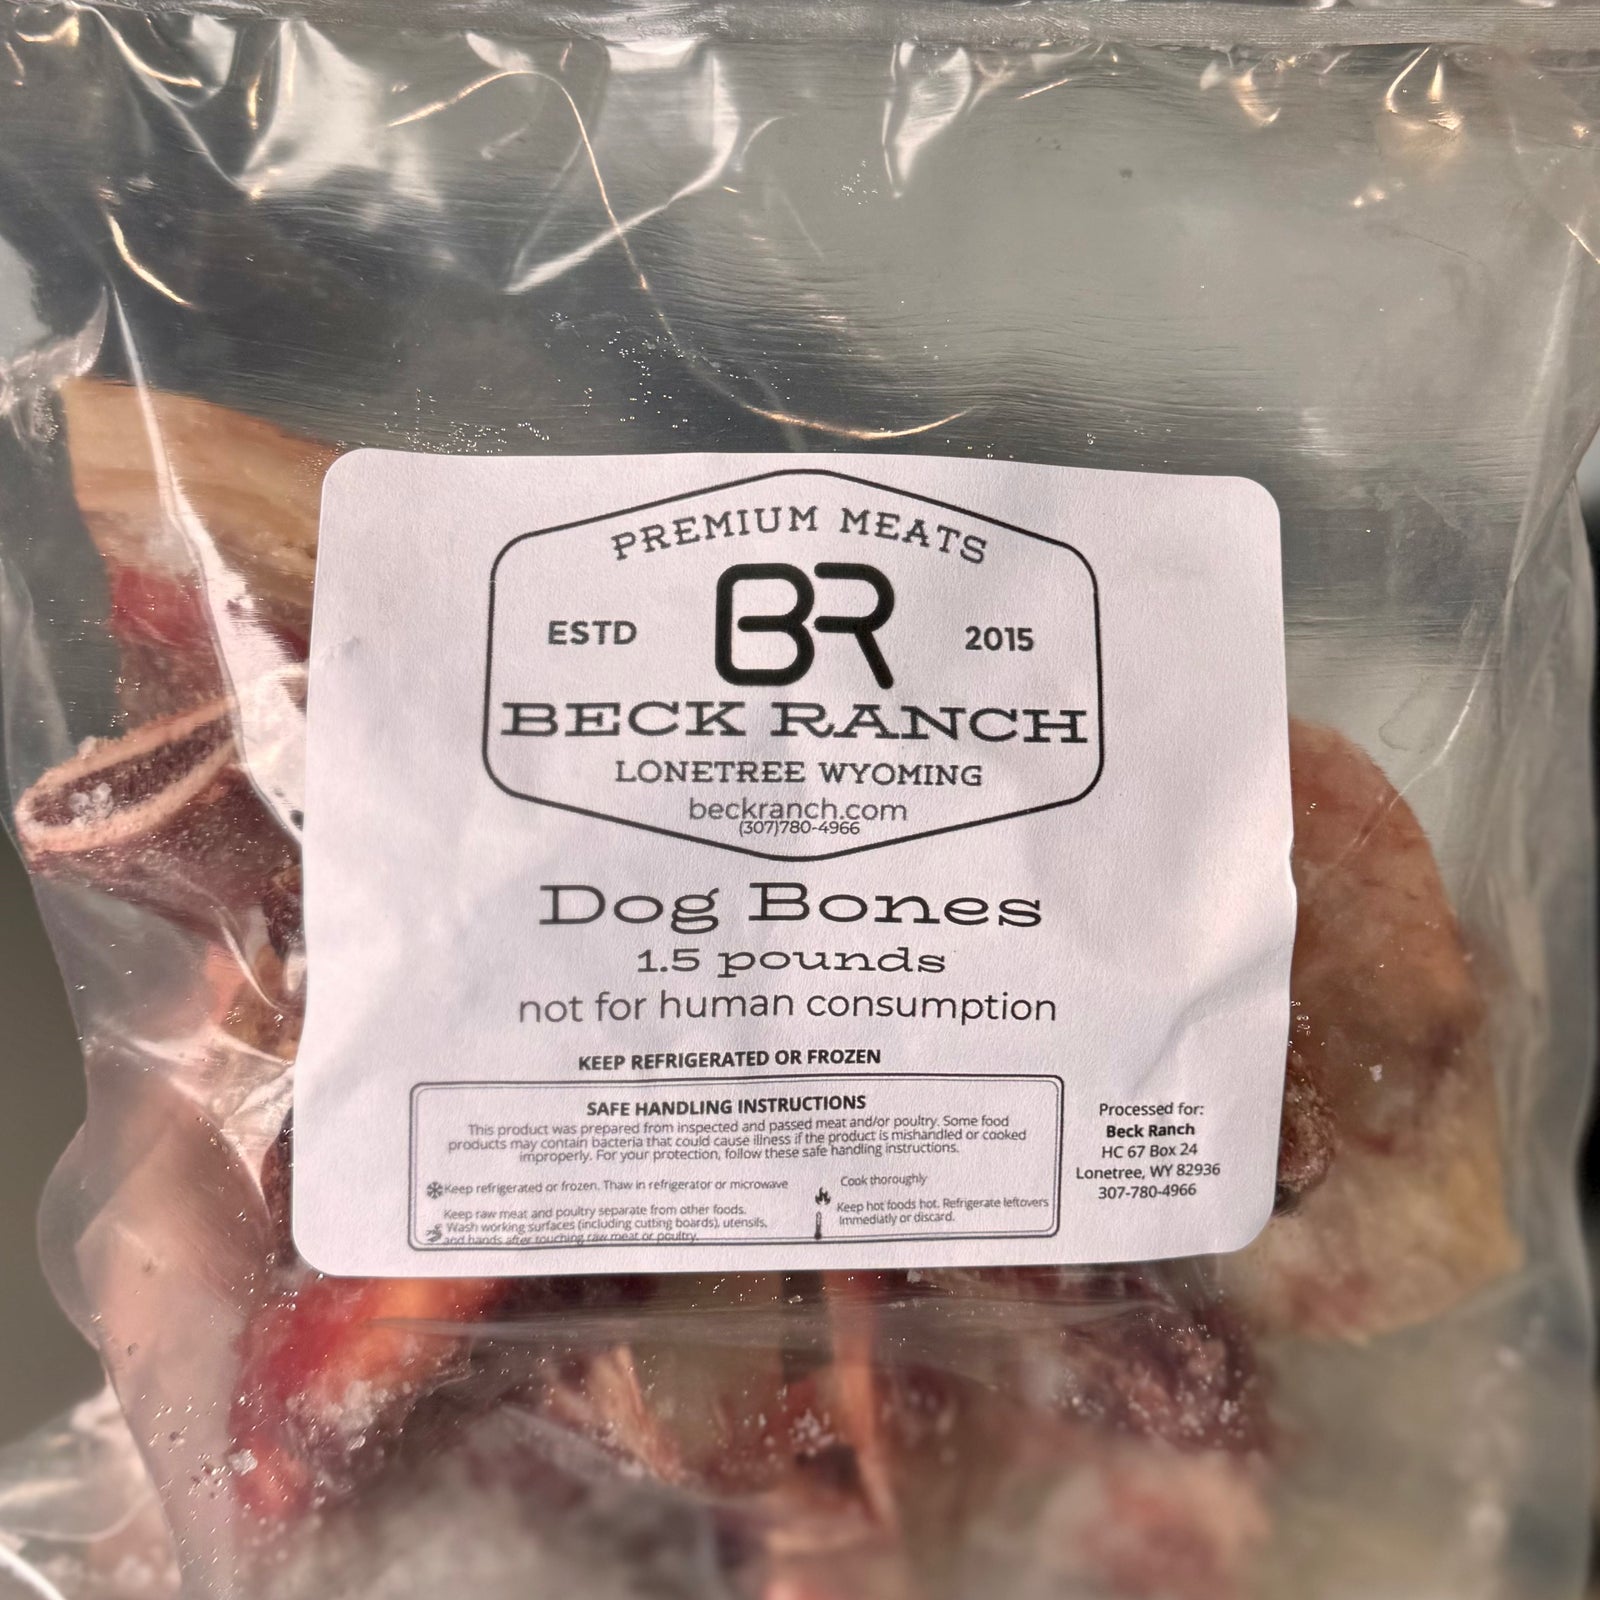 PREMIUM MEATS
BR
ESTD 2015
BECK RANCH
LONETREE WYOMING
beckranch.com
(307)780-4966
Dog Bones
1.5 pounds
not for human consumption
KEEP REFRIGERATED OR FROZEN
SAFE HANDLING INSTRUCTIONS
This product was prepared from inspected and passed meat and/or poultry. Some food
products may contain bacteria that could cause illness if the product is mishandled or cooked
improperly. For your protection, follow these safe handling instructions.
Keep refrigerated or frozen. Thaw in refrigerator or microwave
Keep raw meat and poultry separate from other foods.
Wash working surfaces (including cutting boards), utensils,
and hands after touching raw meat or poultry.
Cook thoroughly
Keep hot foods hot. Refrigerate leftovers
immediatly or discard.
Processed for:
Beck Ranch
HC 67 Box 24
Lonetree, WY 82936
307-780-4966